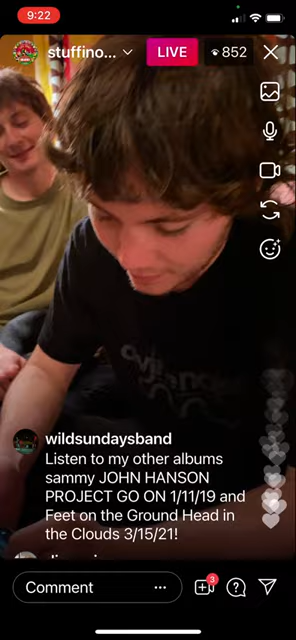 9:22
stuffino...
LIVE
852
wildsundaysband
Listen to my other albums
sammy JOHN HANSON
PROJECT GO ON 1/11/19 and
Feet on the Ground Head in
the Clouds 3/15/21!
Comment
3